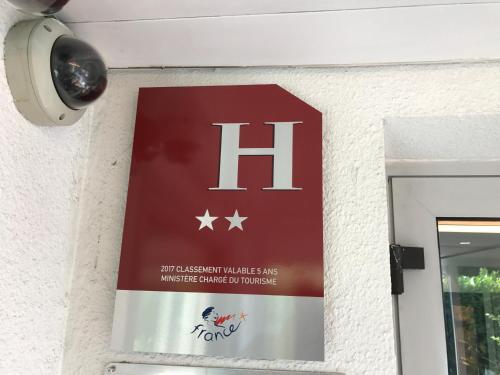 H
2017 CLASSEMENT VALABLE 5 ANS
MINISTÈRE CHARGÉ DU TOURISME
france